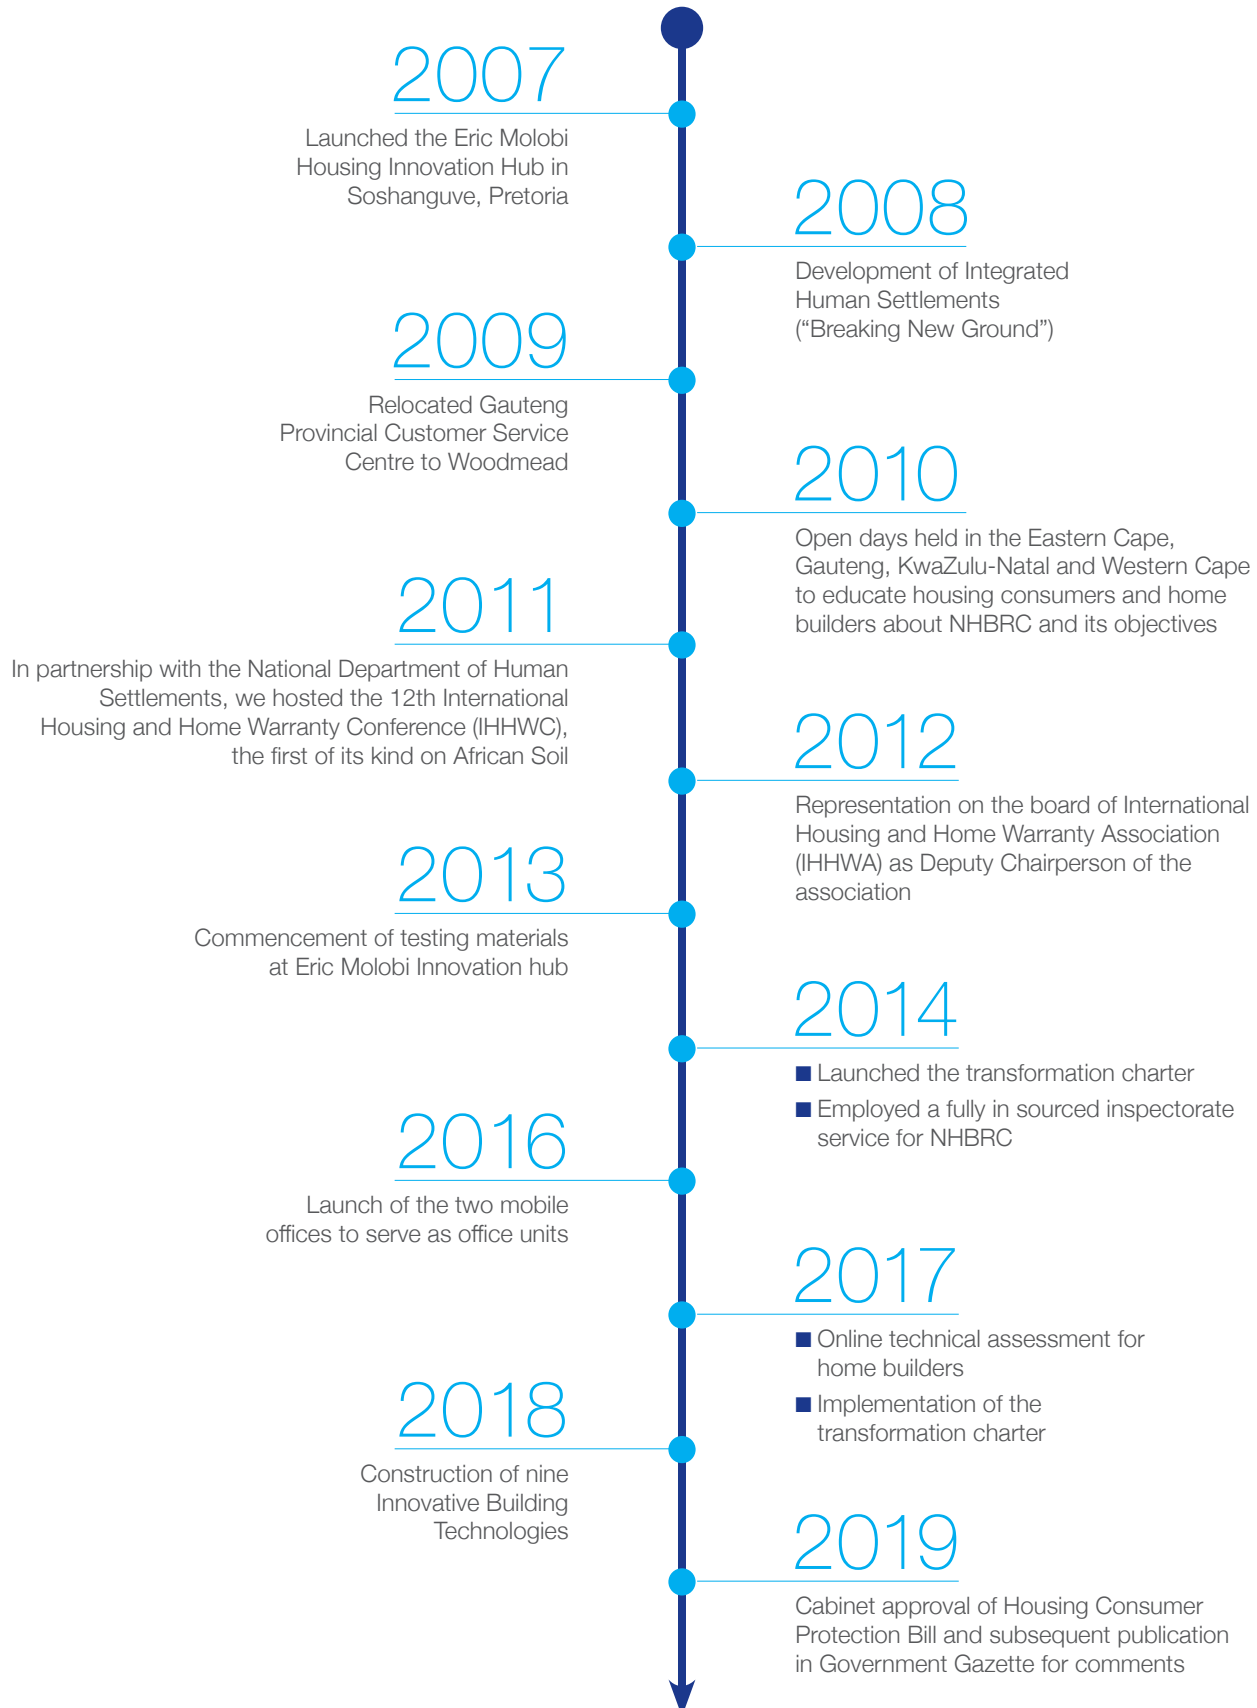 2007
Launched the Eric Molobi
Housing Innovation Hub in
Soshanguve, Pretoria
2008
Development of Integrated
Human Settlements
(“Breaking New Ground”)
2009
Relocated Gauteng
Provincial Customer Service
Centre to Woodmead
2010
Open days held in the Eastern Cape,
Gauteng, KwaZulu-Natal and Western Cape
to educate housing consumers and home
builders about NHBRC and its objectives
2011
In partnership with the National Department of Human
Settlements, we hosted the 12th International
Housing and Home Warranty Conference (IHHWC),
the first of its kind on African Soil
2012
Representation on the board of International
Housing and Home Warranty Association
(IHHWA) as Deputy Chairperson of the
association
2013
Commencement of testing materials
at Eric Molobi Innovation hub
2014
■ Launched the transformation charter
■ Employed a fully in sourced inspectorate
service for NHBRC
2016
Launch of the two mobile
offices to serve as office units
2017
■ Online technical assessment for
home builders
■ Implementation of the
transformation charter
2018
Construction of nine
Innovative Building
Technologies
2019
Cabinet approval of Housing Consumer
Protection Bill and subsequent publication
in Government Gazette for comments